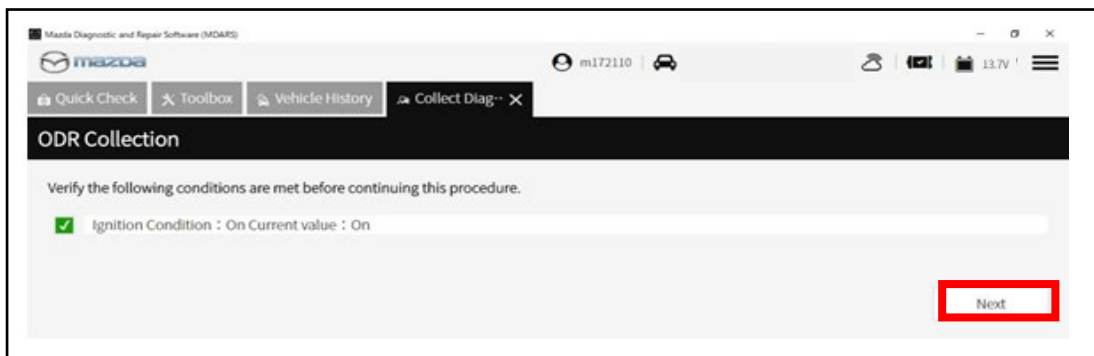 Mazda Diagnostic and Repair Software (MDARS)
mazda
m172110
13.7V
Quick Check
Toolbox
Vehicle History
Collect Diag··
ODR Collection
Verify the following conditions are met before continuing this procedure.
Ignition Condition：On Current value：On
Next